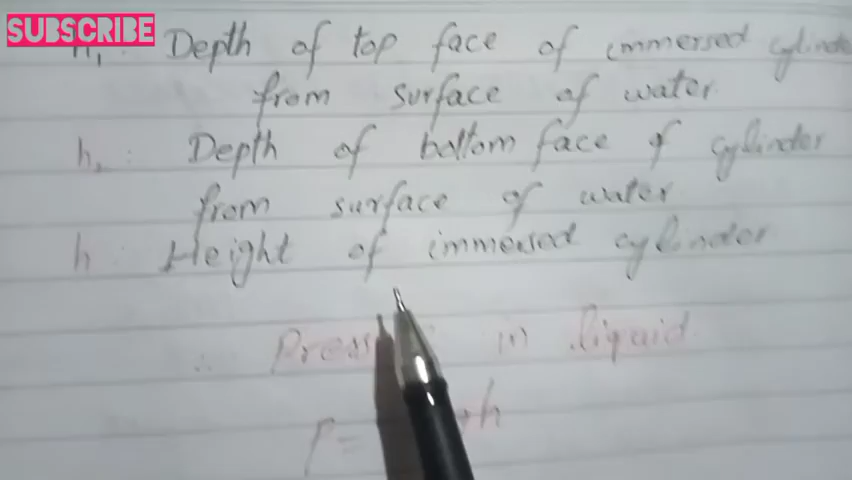 SUBSCRIBE
h₁: Depth of top face of immersed
from surface of water.
h₂: Depth of bottom face of cylinder
from surface of water
h: Height of immersed cylinder
∴ in liquid
P =